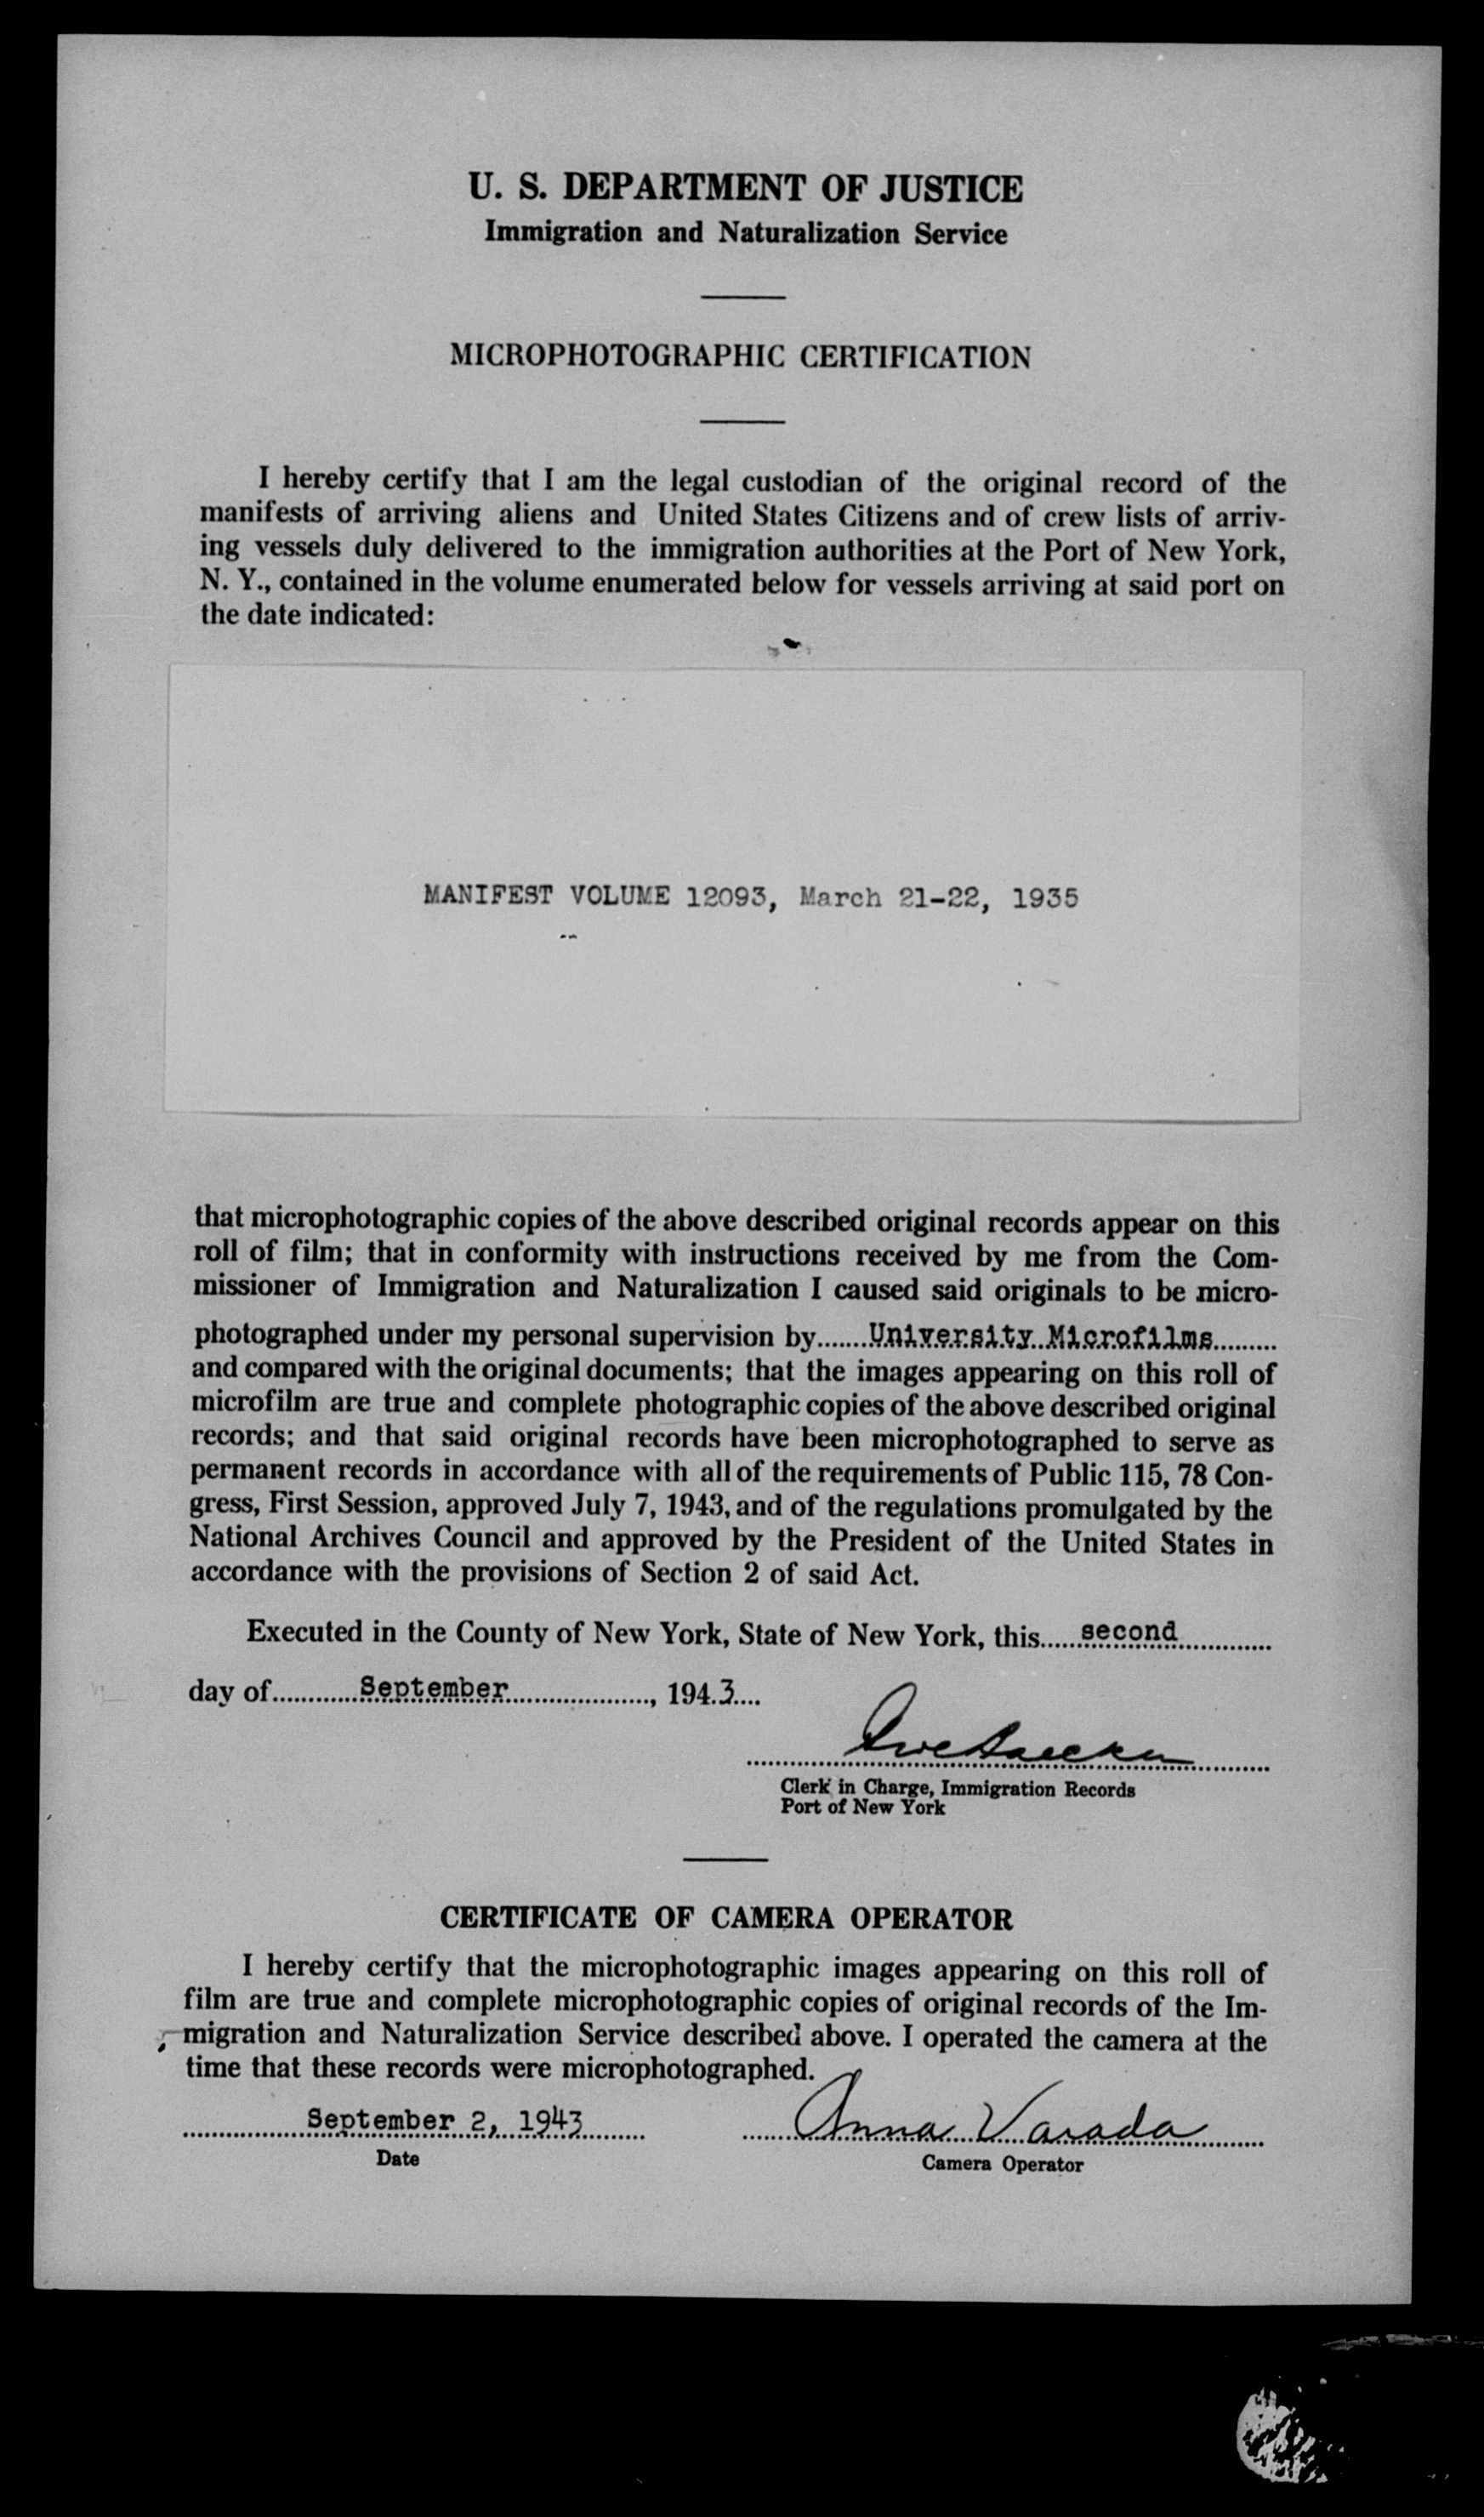 U. S. DEPARTMENT OF JUSTICE
Immigration and Naturalization Service
MICROPHOTOGRAPHIC CERTIFICATION
I hereby certify that I am the legal custodian of the original record of the
manifests of arriving aliens and United States Citizens and of crew lists of arriv-
ing vessels duly delivered to the immigration authorities at the Port of New York,
N. Y., contained in the volume enumerated below for vessels arriving at said port on
the date indicated:
MANIFEST VOLUME 12093, March 21-22, 1935
that microphotographic copies of the above described original records appear on this
roll of film; that in conformity with instructions received by me from the Com-
missioner of Immigration and Naturalization I caused said originals to be micro-
photographed under my personal supervision by.......University Microfilms.........
and compared with the original documents; that the images appearing on this roll of
microfilm are true and complete photographic copies of the above described original
records; and that said original records have been microphotographed to serve as
permanent records in accordance with all of the requirements of Public 115, 78 Con-
gress, First Session, approved July 7, 1943, and of the regulations promulgated by the
National Archives Council and approved by the President of the United States in
accordance with the provisions of Section 2 of said Act.
Executed in the County of New York, State of New York, this......second.............
day of............September...................., 194.3....
Clerk in Charge, Immigration Records
Port of New York
CERTIFICATE OF CAMERA OPERATOR
I hereby certify that the microphotographic images appearing on this roll of
film are true and complete microphotographic copies of original records of the Im-
migration and Naturalization Service described above. I operated the camera at the
time that these records were microphotographed.
September 2, 1943 Anna Varada
Date Camera Operator